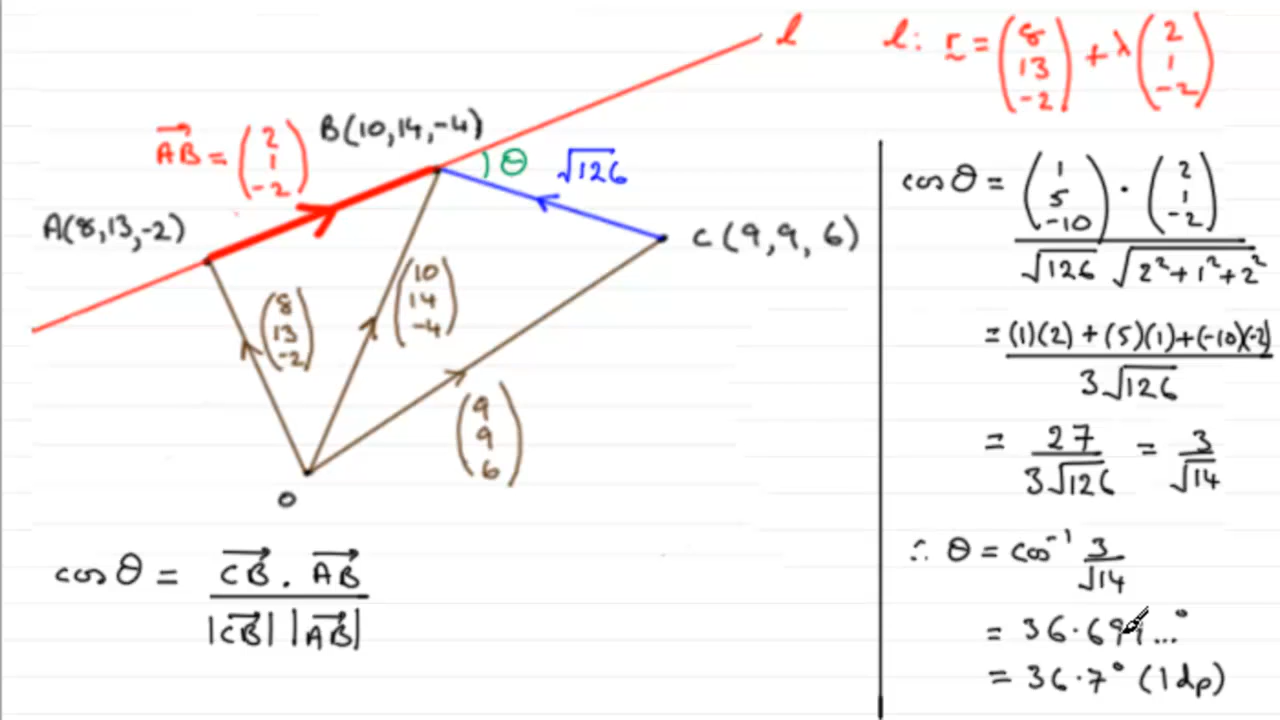 l
l: r = (8 13 -2) + λ (2 1 -2)
AB = (2 1 -2)
B(10,14,-4)
θ
√126
A(8,13,-2)
C(9,9,6)
(8 13 -2)
(10 14 -4)
(9 9 6)
O
cos θ = CB . AB / |CB| |AB|
cos θ = (1 5 -10) . (2 1 -2) / √126 √2²+1²+2²
= (1)(2) + (5)(1) + (-10)(-2) / 3√126
= 27 / 3√126 = 3 / √14
∴ θ = cos⁻¹ 3 / √14
= 36.69...°
= 36.7° (1dp)